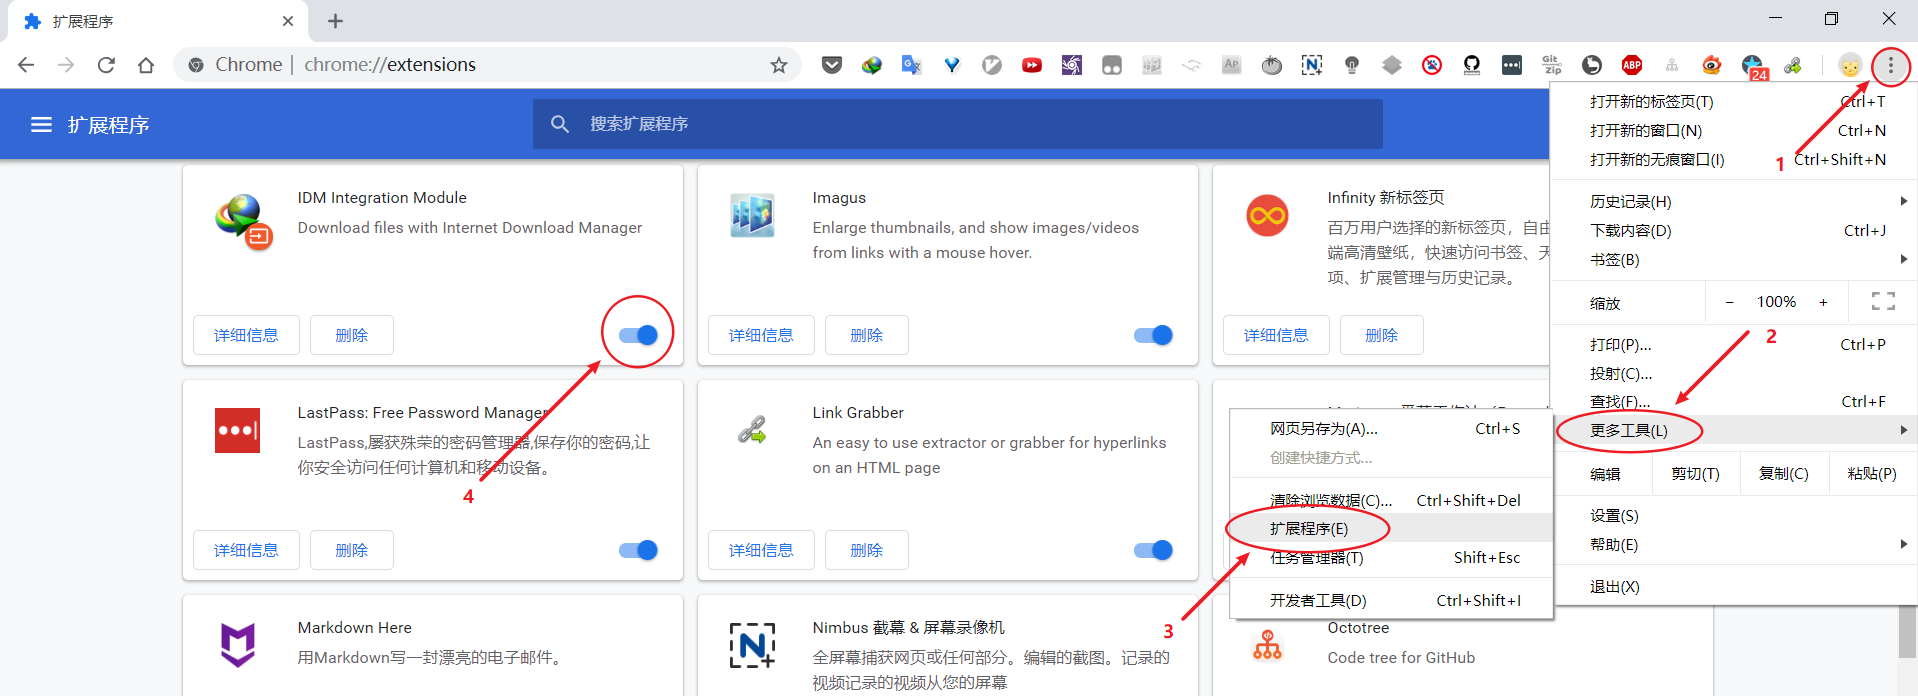 扩展程序
Chrome | chrome://extensions
AP
Git Zip
ABP
24
扩展程序
搜索扩展程序
IDM Integration Module
Download files with Internet Download Manager
详细信息
删除
Imagus
Enlarge thumbnails, and show images/videos
from links with a mouse hover.
详细信息
删除
Infinity 新标签页
百万用户选择的新标签页，自由
端高清壁纸，快速访问书签、天
项、扩展管理与历史记录。
详细信息
删除
LastPass: Free Password Manager
LastPass,屡获殊荣的密码管理器,保存你的密码,让
你安全访问任何计算机和移动设备。
详细信息
删除
Link Grabber
An easy to use extractor or grabber for hyperlinks
on an HTML page
详细信息
删除
Markdown Here
用Markdown写一封漂亮的电子邮件。
Nimbus 截幕 & 屏幕录像机
全屏幕捕获网页或任何部分。编辑的截图。记录的
视频记录的视频从您的屏幕
Octotree
Code tree for GitHub
打开新的标签页(T) Ctrl+T
打开新的窗口(N) Ctrl+N
打开新的无痕窗口(I) Ctrl+Shift+N
历史记录(H)
下载内容(D) Ctrl+J
书签(B)
缩放 − 100% +
打印(P)... Ctrl+P
投射(C)...
查找(F)... Ctrl+F
更多工具(L)
编辑 剪切(T) 复制(C) 粘贴(P)
设置(S)
帮助(E)
退出(X)
网页另存为(A)... Ctrl+S
创建快捷方式...
清除浏览数据(C)... Ctrl+Shift+Del
扩展程序(E)
任务管理器(T) Shift+Esc
开发者工具(D) Ctrl+Shift+I
1
2
3
4